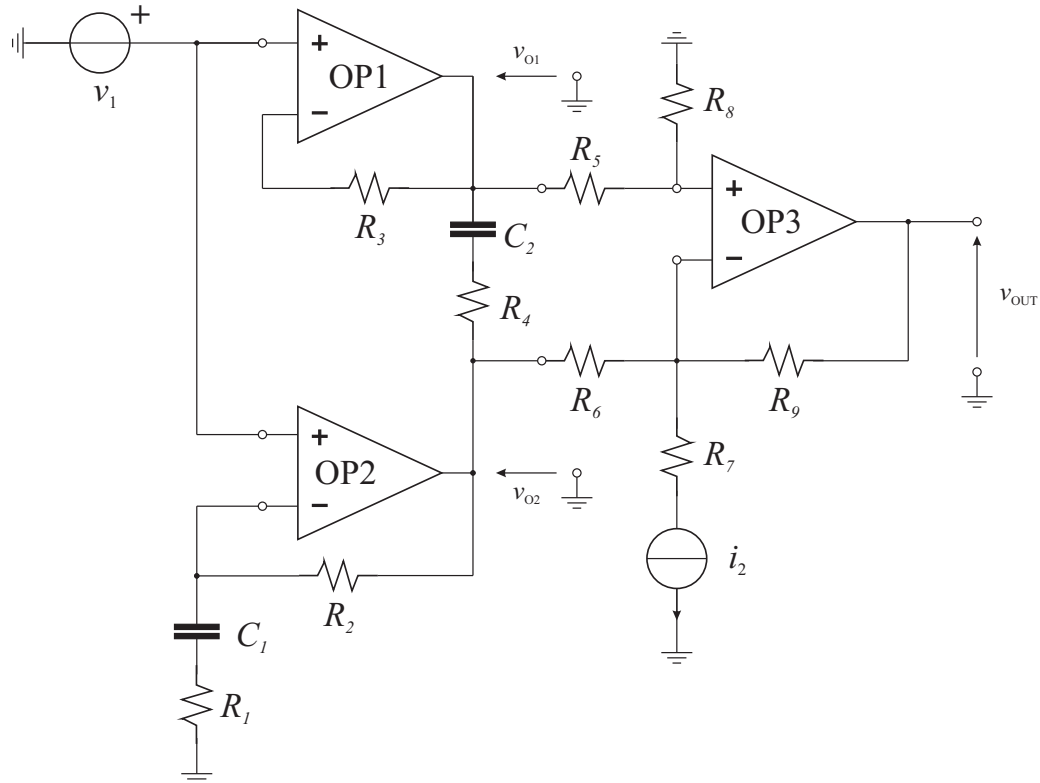 +
v1
+
OP1
−
vO1
R3
C2
R4
R5
R8
+
OP3
−
vOUT
R6
R9
R7
i2
+
OP2
−
vO2
R2
C1
R1